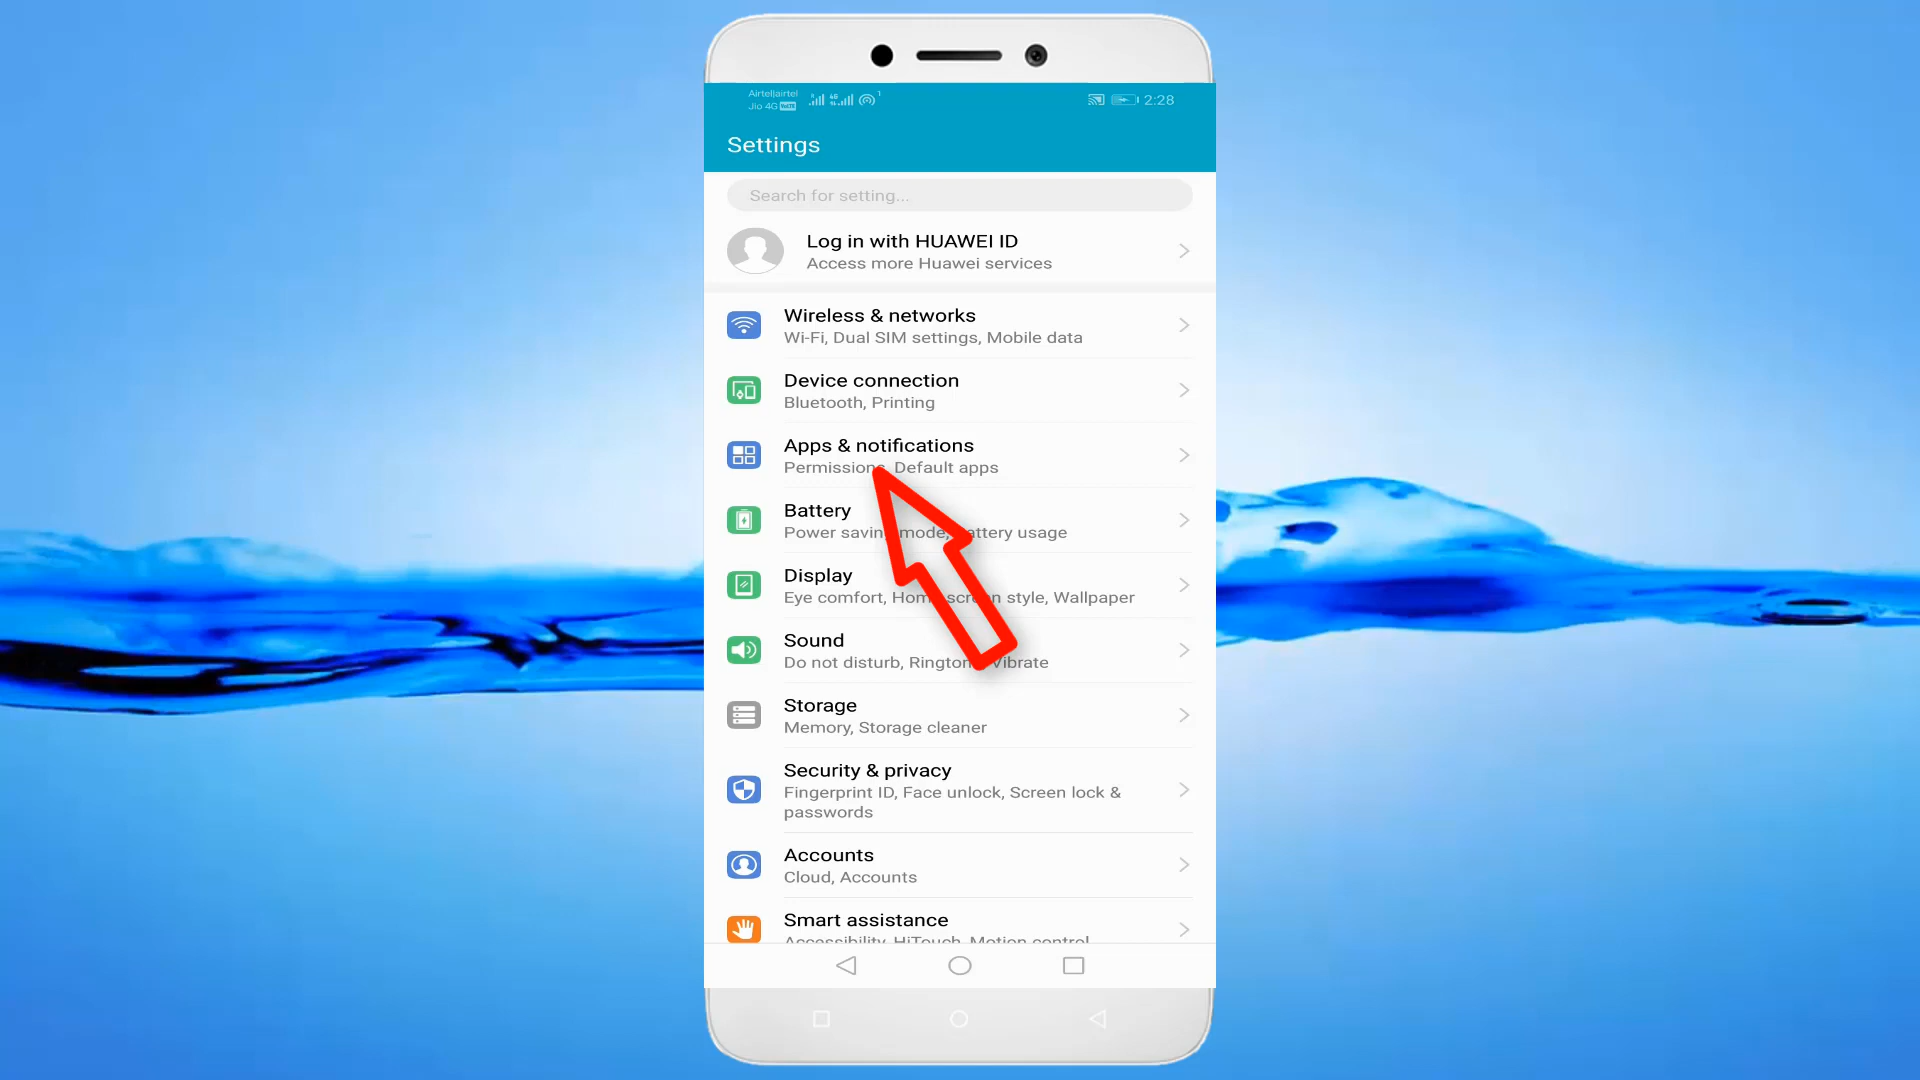 Airtel|airtel
Jio 4G VoLTE
4G
1
2:28
Settings
Search for setting...
Log in with HUAWEI ID
Access more Huawei services
Wireless & networks
Wi-Fi, Dual SIM settings, Mobile data
Device connection
Bluetooth, Printing
Apps & notifications
Permissions, Default apps
Battery
Power saving mode, Battery usage
Display
Eye comfort, Home screen style, Wallpaper
Sound
Do not disturb, Ringtone, Vibrate
Storage
Memory, Storage cleaner
Security & privacy
Fingerprint ID, Face unlock, Screen lock &
passwords
Accounts
Cloud, Accounts
Smart assistance
Accessibility, HiTouch, Motion control